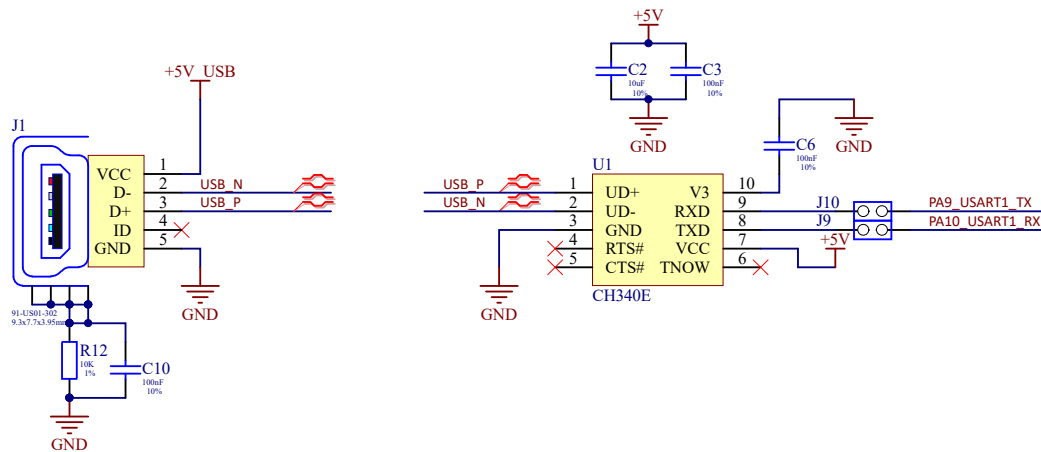 +5V
+5V_USB
C2
10uF
10%
C3
100nF
10%
GND
J1
VCC
D-
D+
ID
GND
1
2
3
4
5
USB_N
USB_P
GND
91-US01-302
9.3x7.7x3.95mm
R12
10K
1%
C10
100nF
10%
GND
USB_P
USB_N
GND
U1
1
2
3
4
5
UD+
UD-
GND
RTS#
CTS#
V3
RXD
TXD
VCC
TNOW
10
9
8
7
6
CH340E
C6
100nF
10%
GND
J10
J9
+5V
PA9_USART1_TX
PA10_USART1_RX